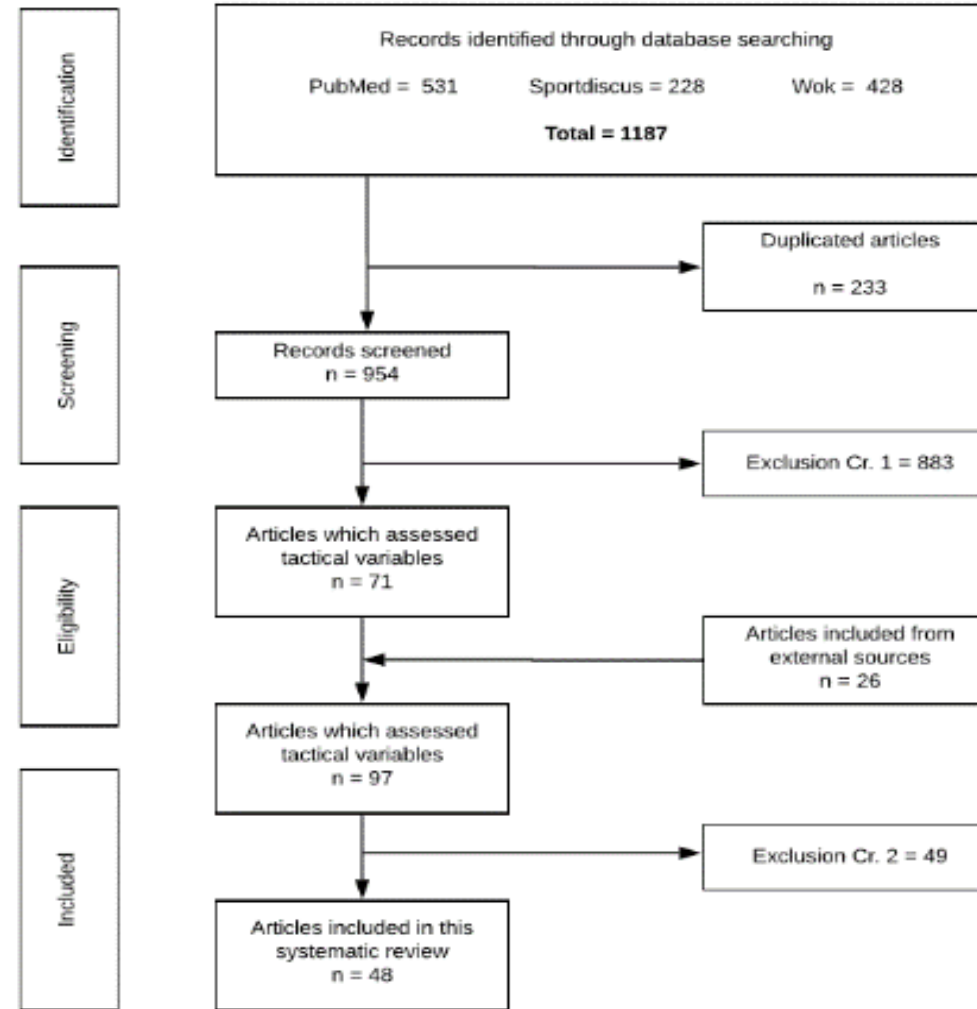 Identification
Records identified through database searching
PubMed = 531 Sportdiscus = 228 Wok = 428
Total = 1187
Duplicated articles
n = 233
Screening
Records screened
n = 954
Exclusion Cr. 1 = 883
Eligibility
Articles which assessed
tactical variables
n = 71
Articles included from
external sources
n = 26
Articles which assessed
tactical variables
n = 97
Included
Exclusion Cr. 2 = 49
Articles included in this
systematic review
n = 48